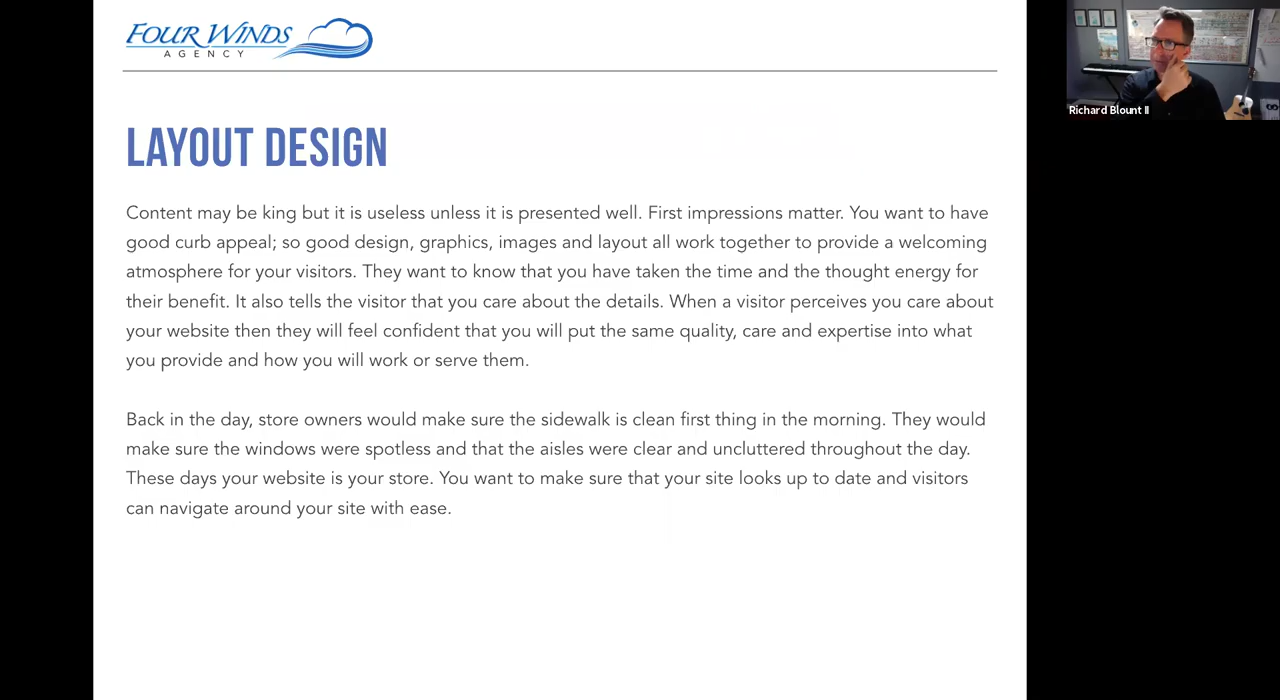 FOUR WINDS
AGENCY
LAYOUT DESIGN
Content may be king but it is useless unless it is presented well. First impressions matter. You want to have
good curb appeal; so good design, graphics, images and layout all work together to provide a welcoming
atmosphere for your visitors. They want to know that you have taken the time and the thought energy for
their benefit. It also tells the visitor that you care about the details. When a visitor perceives you care about
your website then they will feel confident that you will put the same quality, care and expertise into what
you provide and how you will work or serve them.
Back in the day, store owners would make sure the sidewalk is clean first thing in the morning. They would
make sure the windows were spotless and that the aisles were clear and uncluttered throughout the day.
These days your website is your store. You want to make sure that your site looks up to date and visitors
can navigate around your site with ease.
Richard Blount II